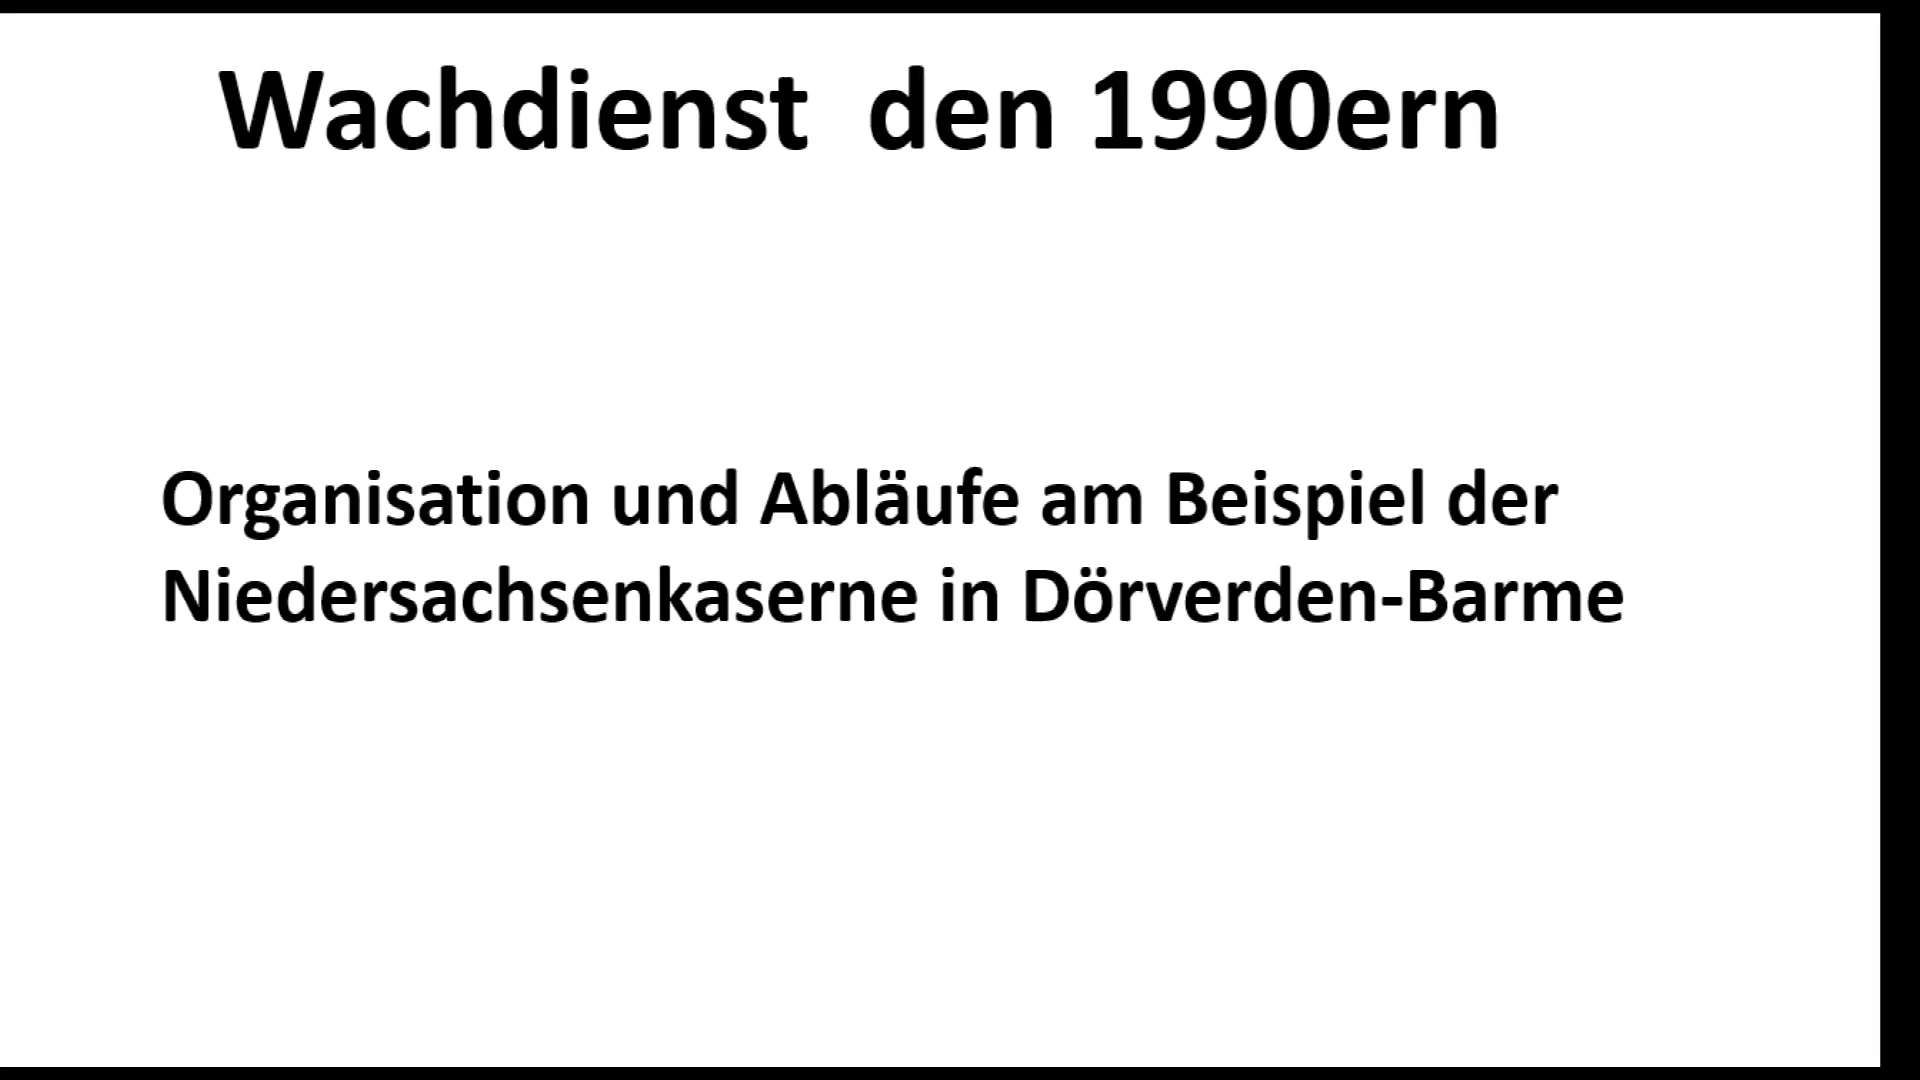 Wachdienst  den 1990ern
Organisation und Abläufe am Beispiel der
Niedersachsenkaserne in Dörverden-Barme